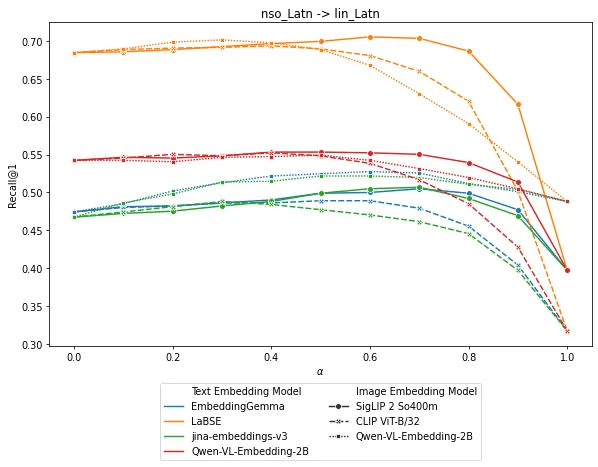 nso_Latn -> lin_Latn
0.70
0.65
0.60
0.55
0.50
0.45
0.40
0.35
0.30
Recall@1
0.0 0.2 0.4 0.6 0.8 1.0
α
Text Embedding Model Image Embedding Model
EmbeddingGemma SigLIP 2 So400m
LaBSE CLIP ViT-B/32
jina-embeddings-v3 Qwen-VL-Embedding-2B
Qwen-VL-Embedding-2B